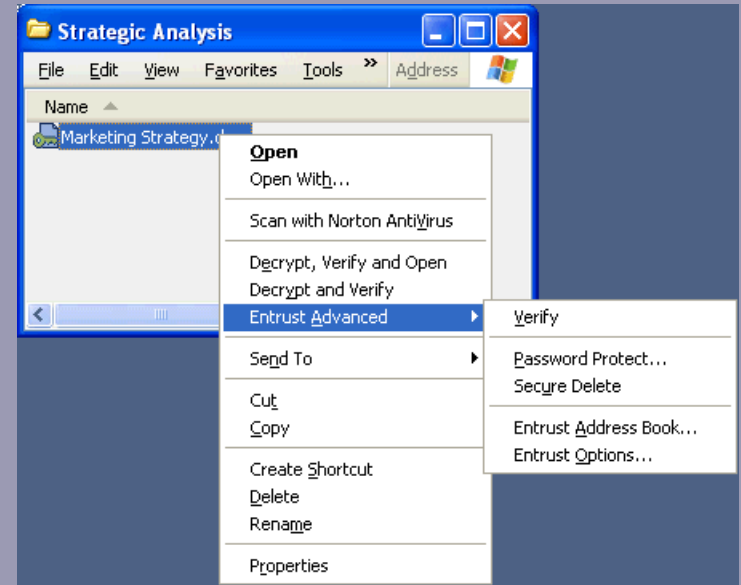 Strategic Analysis
File Edit View Favorites Tools » Address
Name
Marketing Strategy.
Open
Open With...
Scan with Norton AntiVirus
Decrypt, Verify and Open
Decrypt and Verify
Entrust Advanced
Verify
Send To
Password Protect...
Secure Delete
Cut
Copy
Entrust Address Book...
Entrust Options...
Create Shortcut
Delete
Rename
Properties